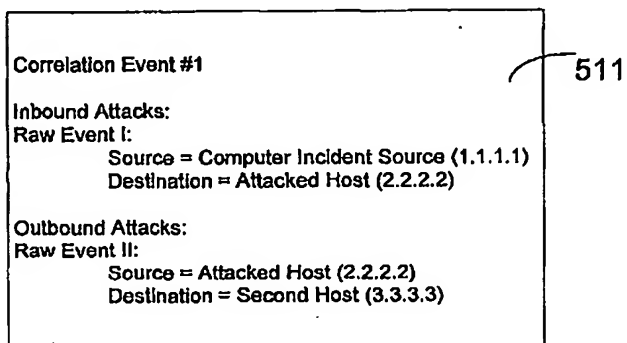 Correlation Event #1
511
Inbound Attacks:
Raw Event I:
Source = Computer Incident Source (1.1.1.1)
Destination = Attacked Host (2.2.2.2)
Outbound Attacks:
Raw Event II:
Source = Attacked Host (2.2.2.2)
Destination = Second Host (3.3.3.3)